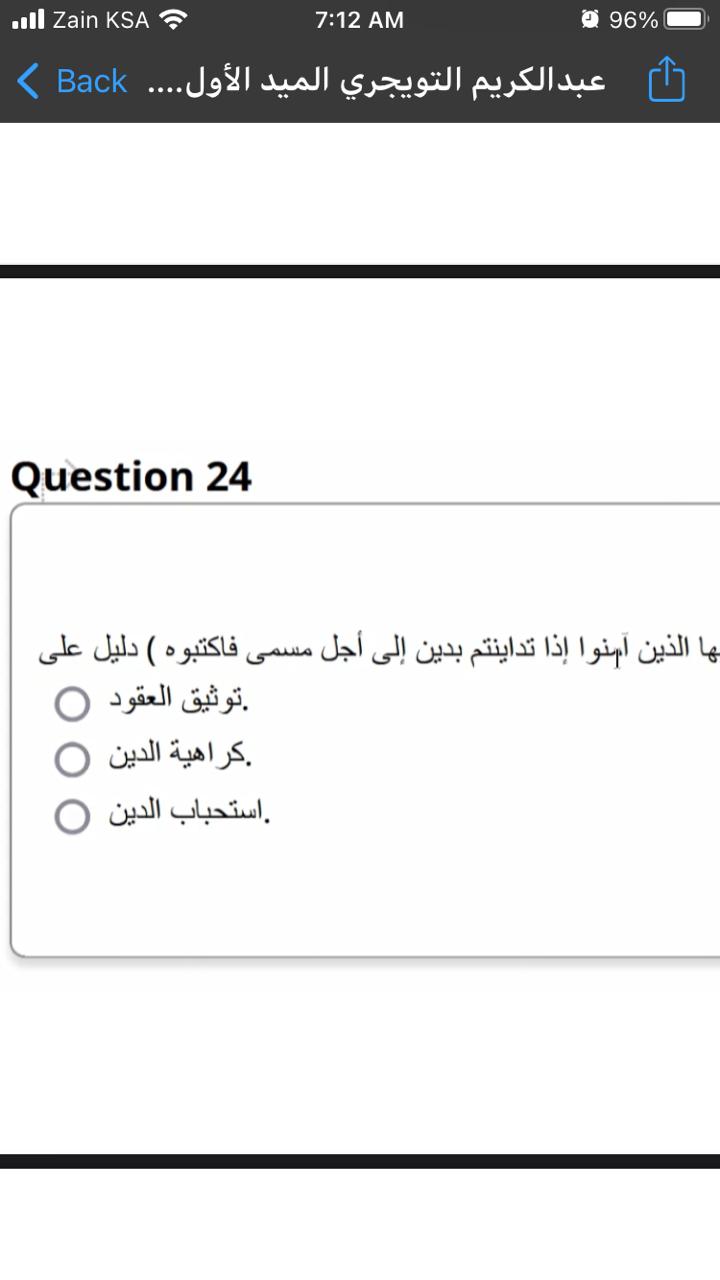 Zain KSA 7:12 AM 96%
Back عبدالكريم التويجري الميد الأول....
Question 24
ها الذين آمنوا إذا تداينتم بدين إلى أجل مسمى فاكتبوه ) دليل على
توثيق العقود.
كراهية الدين.
استحباب الدين.